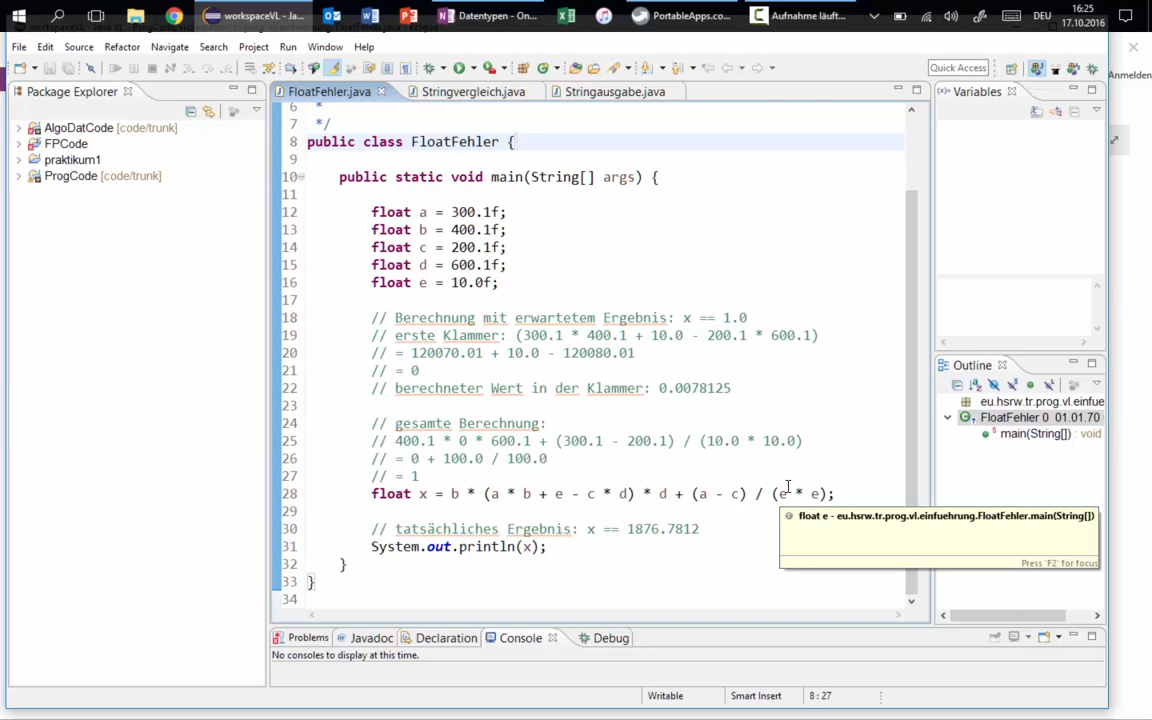 workspaceVL - Ja...
Datentypen - On...
PortableApps.co...
Aufnahme läuft...
DEU
16:25
17.10.2016
File Edit Source Refactor Navigate Search Project Run Window Help
Anmelden
Quick Access
Package Explorer
AlgoDatCode [code/trunk]
FPCode
praktikum1
ProgCode [code/trunk]
FloatFehler.java Stringvergleich.java Stringausgabe.java
6 *
7 */
8 public class FloatFehler {
9
10 public static void main(String[] args) {
11
12 float a = 300.1f;
13 float b = 400.1f;
14 float c = 200.1f;
15 float d = 600.1f;
16 float e = 10.0f;
17
18 // Berechnung mit erwartetem Ergebnis: x == 1.0
19 // erste Klammer: (300.1 * 400.1 + 10.0 - 200.1 * 600.1)
20 // = 120070.01 + 10.0 - 120080.01
21 // = 0
22 // berechneter Wert in der Klammer: 0.0078125
23
24 // gesamte Berechnung:
25 // 400.1 * 0 * 600.1 + (300.1 - 200.1) / (10.0 * 10.0)
26 // = 0 + 100.0 / 100.0
27 // = 1
28 float x = b * (a * b + e - c * d) * d + (a - c) / (e * e);
29
30 // tatsächliches Ergebnis: x == 1876.7812
31 System.out.println(x);
32 }
33 }
34
float e - eu.hsrw.tr.prog.vl.einfuehrung.FloatFehler.main(String[])
Press 'F2' for focus
Variables
Outline
eu.hsrw.tr.prog.vl.einfue
FloatFehler 0 01.01.70
main(String[]) : void
Problems Javadoc Declaration Console Debug
No consoles to display at this time.
Writable Smart Insert 8 : 27